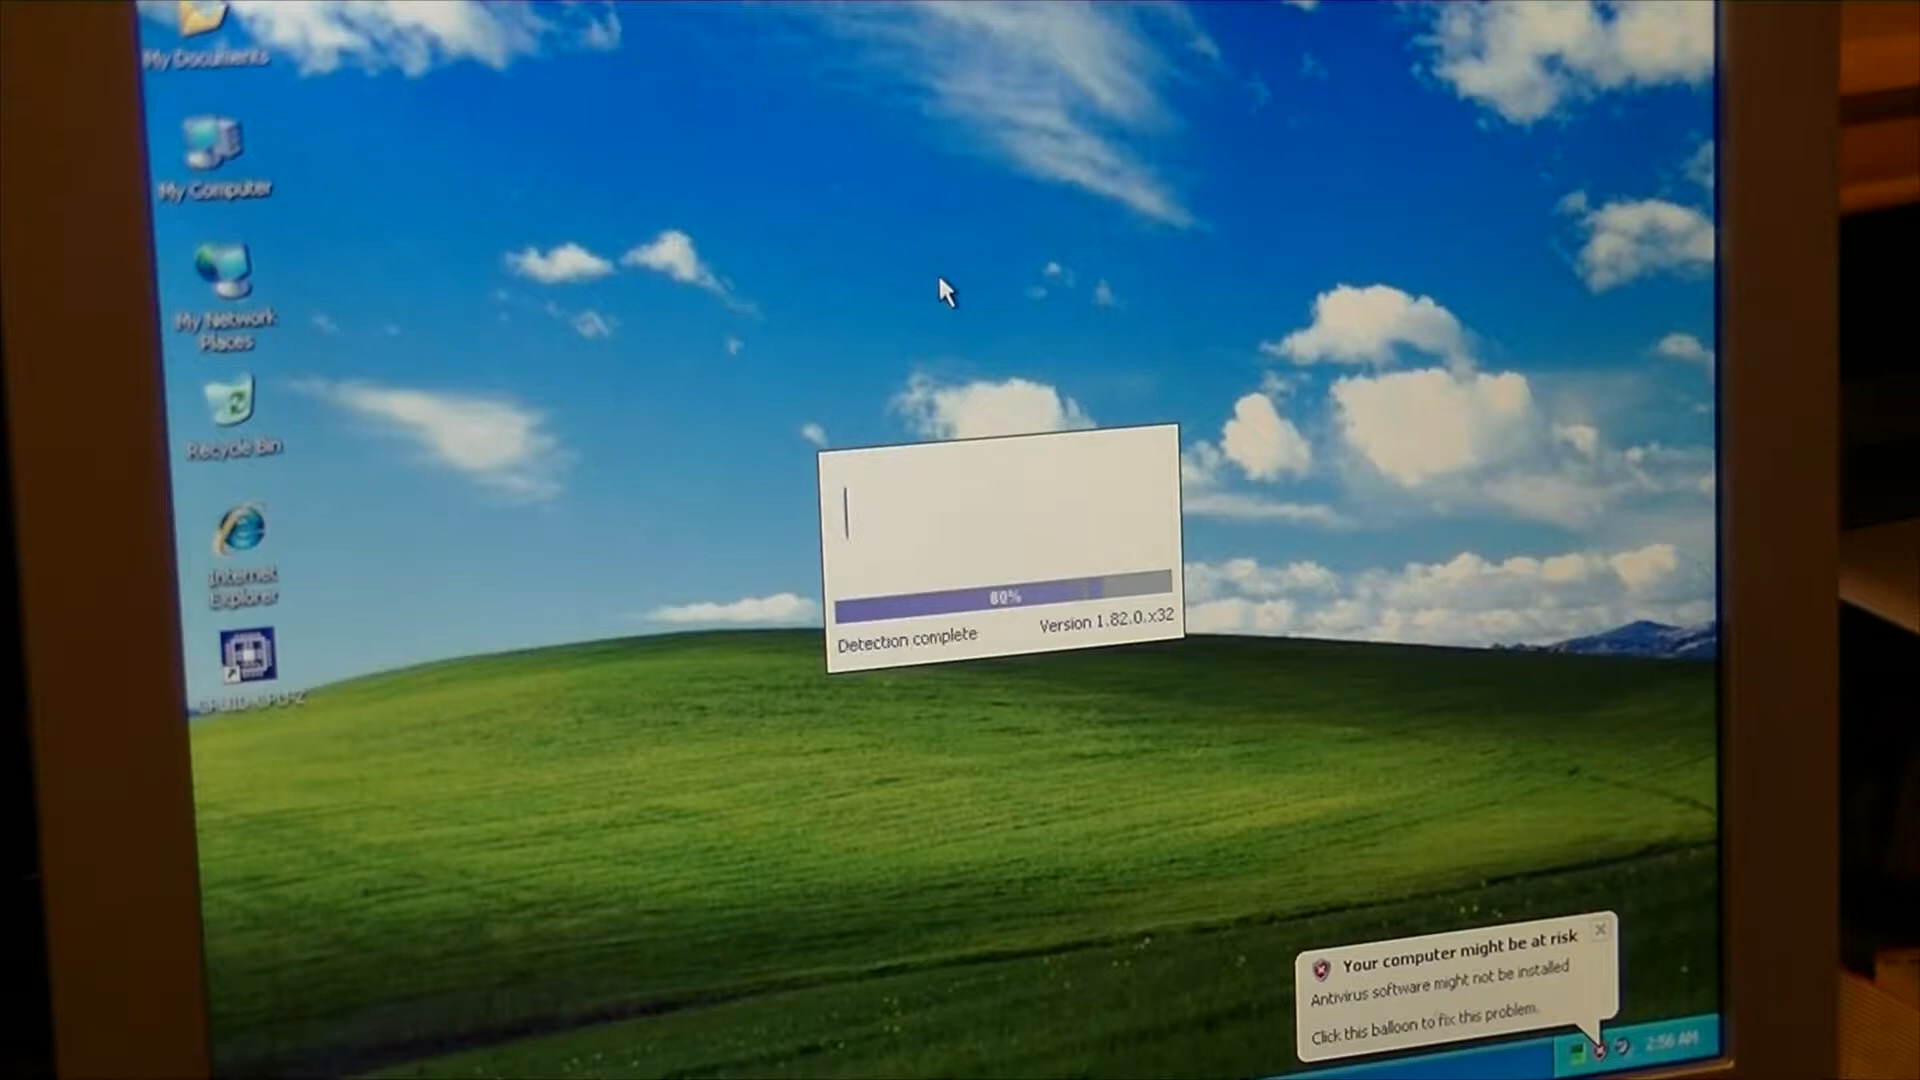 My Documents
My Computer
My Network
Places
Recycle Bin
Internet
Explorer
CPUID CPU-Z
80%
Detection complete
Version 1.82.0.x32
Your computer might be at risk
Antivirus software might not be installed
Click this balloon to fix this problem.
2:56 AM